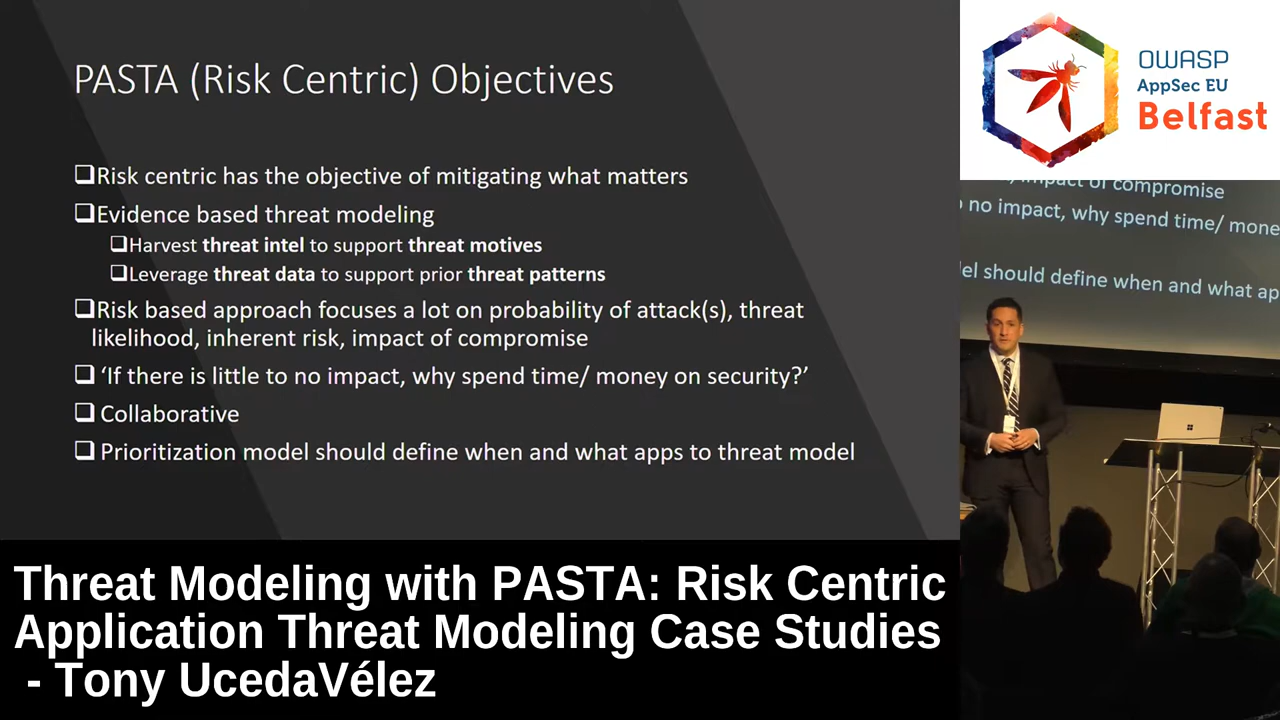 PASTA (Risk Centric) Objectives
❑Risk centric has the objective of mitigating what matters
❑Evidence based threat modeling
❑Harvest threat intel to support threat motives
❑Leverage threat data to support prior threat patterns
❑Risk based approach focuses a lot on probability of attack(s), threat
likelihood, inherent risk, impact of compromise
❑ ‘If there is little to no impact, why spend time/ money on security?’
❑ Collaborative
❑ Prioritization model should define when and what apps to threat model
OWASP
AppSec EU
Belfast
impact of compromise
no impact, why spend time/ mone
el should define when and what ap
Threat Modeling with PASTA: Risk Centric
Application Threat Modeling Case Studies
- Tony UcedaVélez